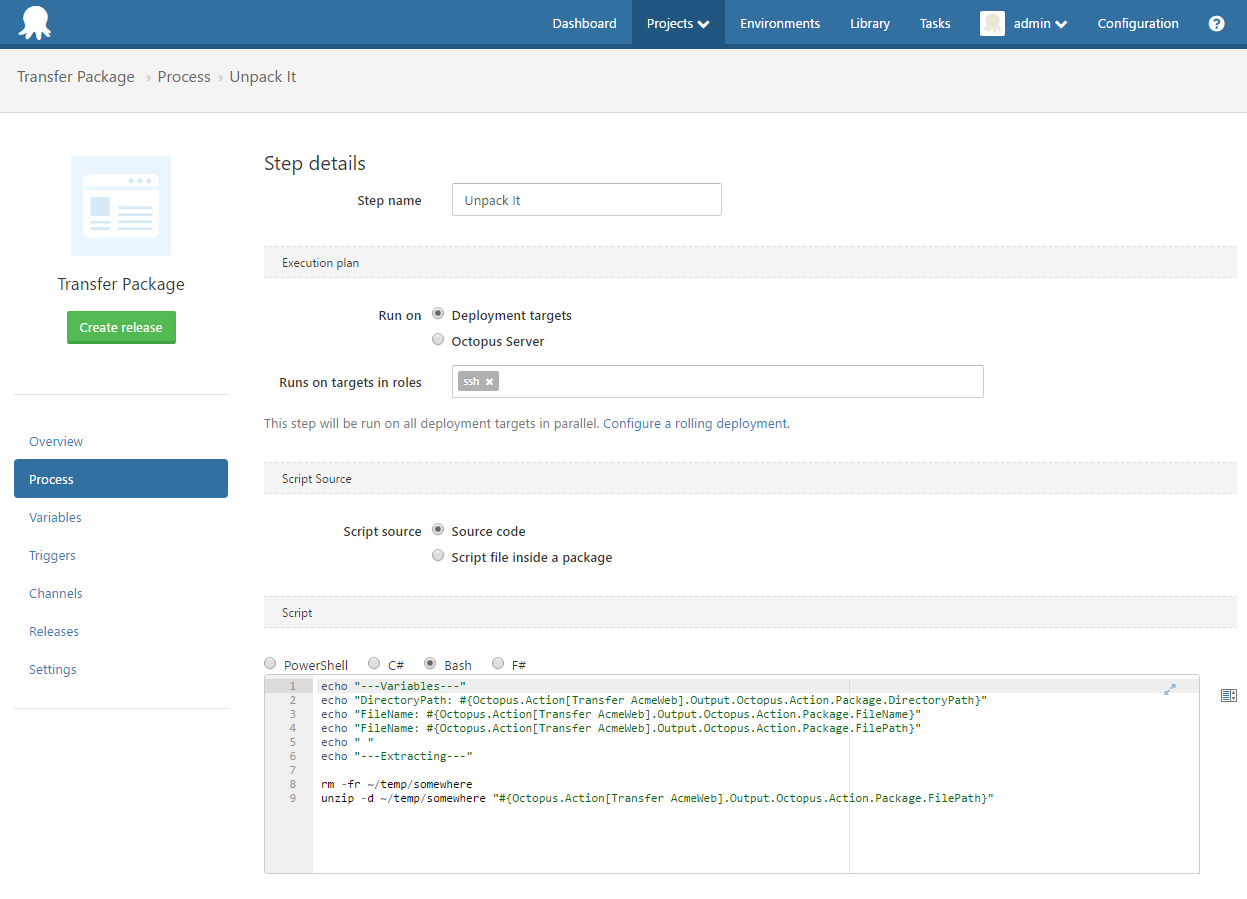 Dashboard Projects Environments Library Tasks admin Configuration ?
Transfer Package › Process › Unpack It
Transfer Package
Create release
Overview
Process
Variables
Triggers
Channels
Releases
Settings
Step details
Step name Unpack It
Execution plan
Run on Deployment targets
Octopus Server
Runs on targets in roles ssh ×
This step will be run on all deployment targets in parallel. Configure a rolling deployment.
Script Source
Script source Source code
Script file inside a package
Script
PowerShell C# Bash F#
1 echo "---Variables---"
2 echo "DirectoryPath: #{Octopus.Action[Transfer AcmeWeb].Output.Octopus.Action.Package.DirectoryPath}"
3 echo "FileName: #{Octopus.Action[Transfer AcmeWeb].Output.Octopus.Action.Package.FileName}"
4 echo "FileName: #{Octopus.Action[Transfer AcmeWeb].Output.Octopus.Action.Package.FilePath}"
5 echo " "
6 echo "---Extracting---"
7
8 rm -fr ~/temp/somewhere
9 unzip -d ~/temp/somewhere "#{Octopus.Action[Transfer AcmeWeb].Output.Octopus.Action.Package.FilePath}"